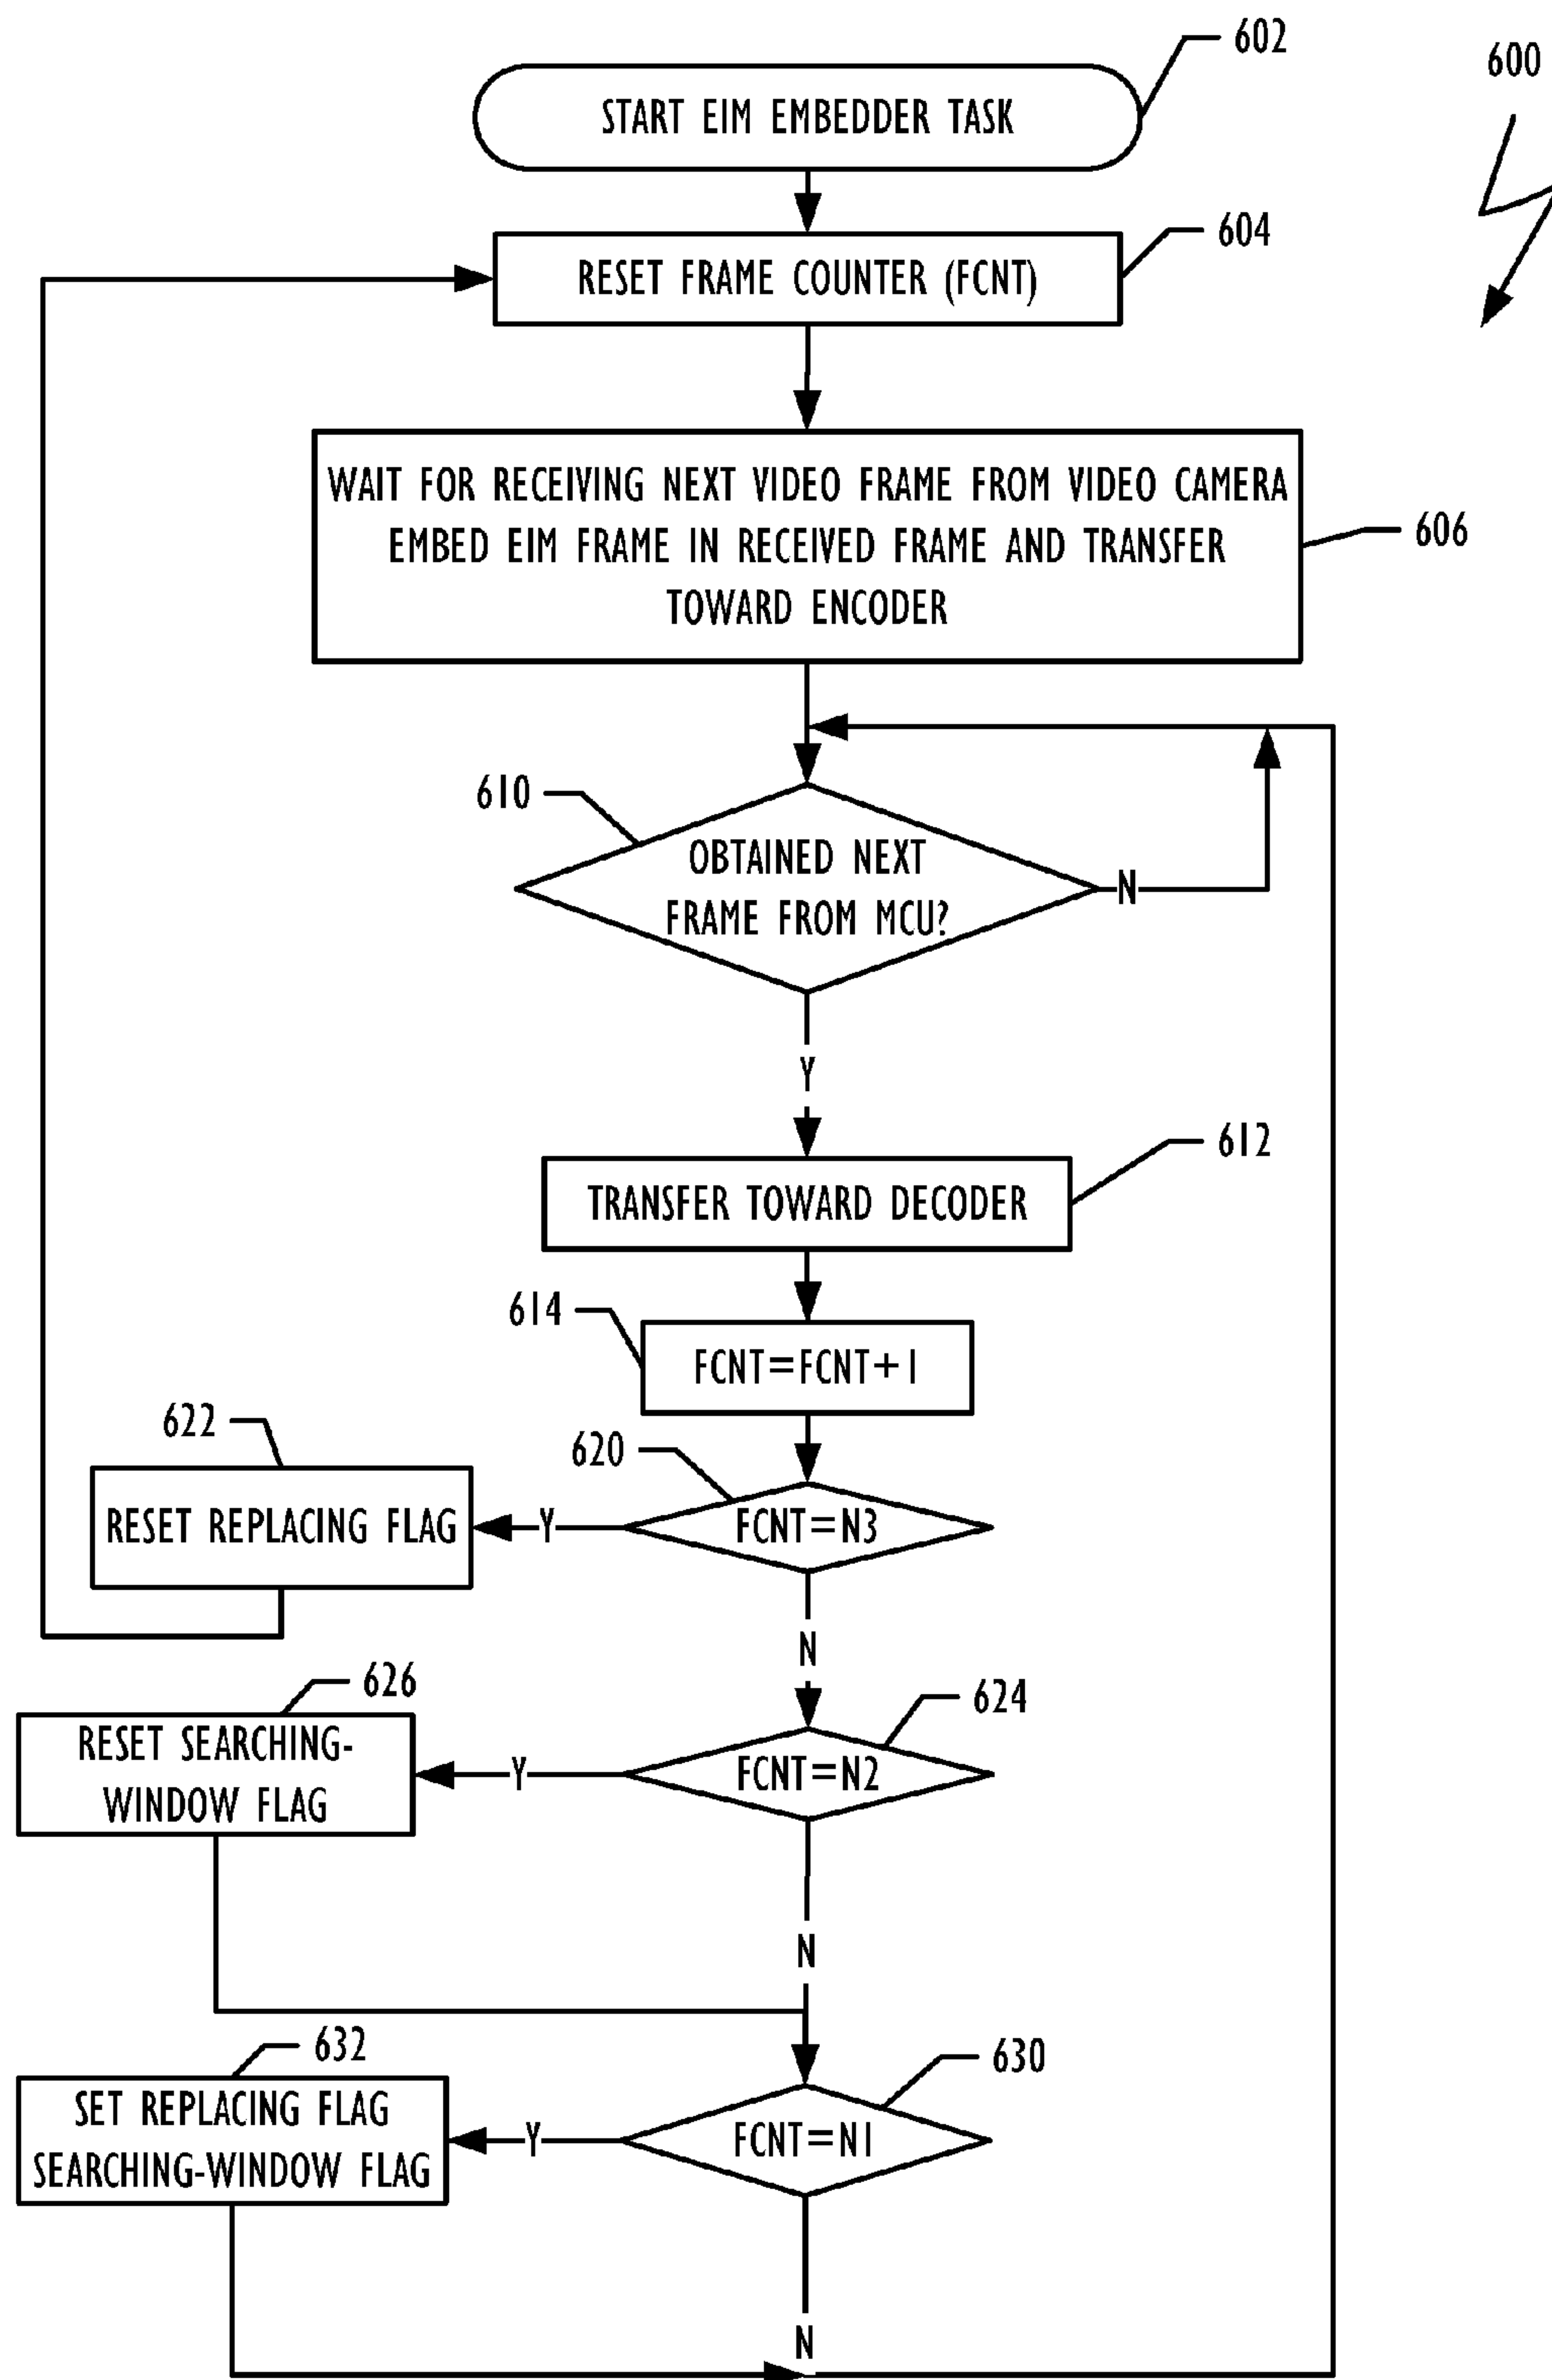 602
600
START EIM EMBEDDER TASK
604
RESET FRAME COUNTER (FCNT)
WAIT FOR RECEIVING NEXT VIDEO FRAME FROM VIDEO CAMERA
EMBED EIM FRAME IN RECEIVED FRAME AND TRANSFER
TOWARD ENCODER
606
610
OBTAINED NEXT
FRAME FROM MCU?
N
Y
612
TRANSFER TOWARD DECODER
614
FCNT=FCNT+1
622
620
RESET REPLACING FLAG
Y
FCNT=N3
N
626
624
RESET SEARCHING-
WINDOW FLAG
Y
FCNT=N2
N
632
630
SET REPLACING FLAG
SEARCHING-WINDOW FLAG
Y
FCNT=N1
N